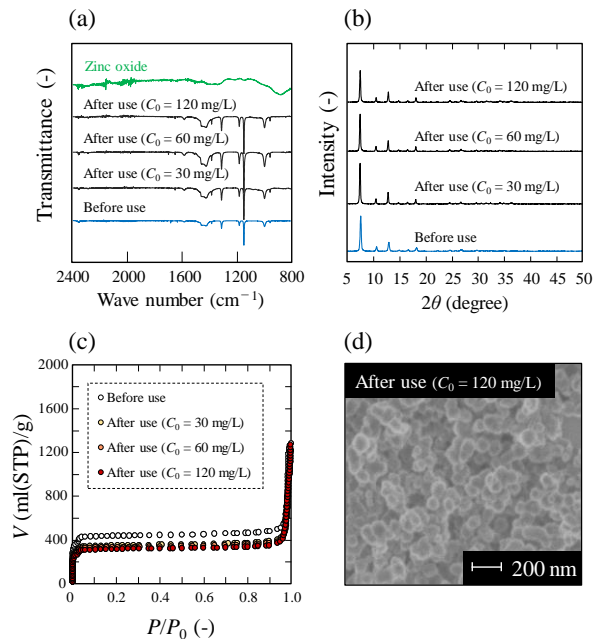 (a)
Transmittance (-)
Zinc oxide
After use (C0 = 120 mg/L)
After use (C0 = 60 mg/L)
After use (C0 = 30 mg/L)
Before use
2400 2000 1600 1200 800
Wave number (cm⁻¹)
(b)
Intensity (-)
After use (C0 = 120 mg/L)
After use (C0 = 60 mg/L)
After use (C0 = 30 mg/L)
Before use
5 10 15 20 25 30 35 40 45 50
2θ (degree)
(c)
V (ml(STP)/g)
2000
1600
1200
800
400
0
Before use
After use (C0 = 30 mg/L)
After use (C0 = 60 mg/L)
After use (C0 = 120 mg/L)
0 0.2 0.4 0.6 0.8 1.0
P/P0 (-)
(d)
After use (C0 = 120 mg/L)
200 nm